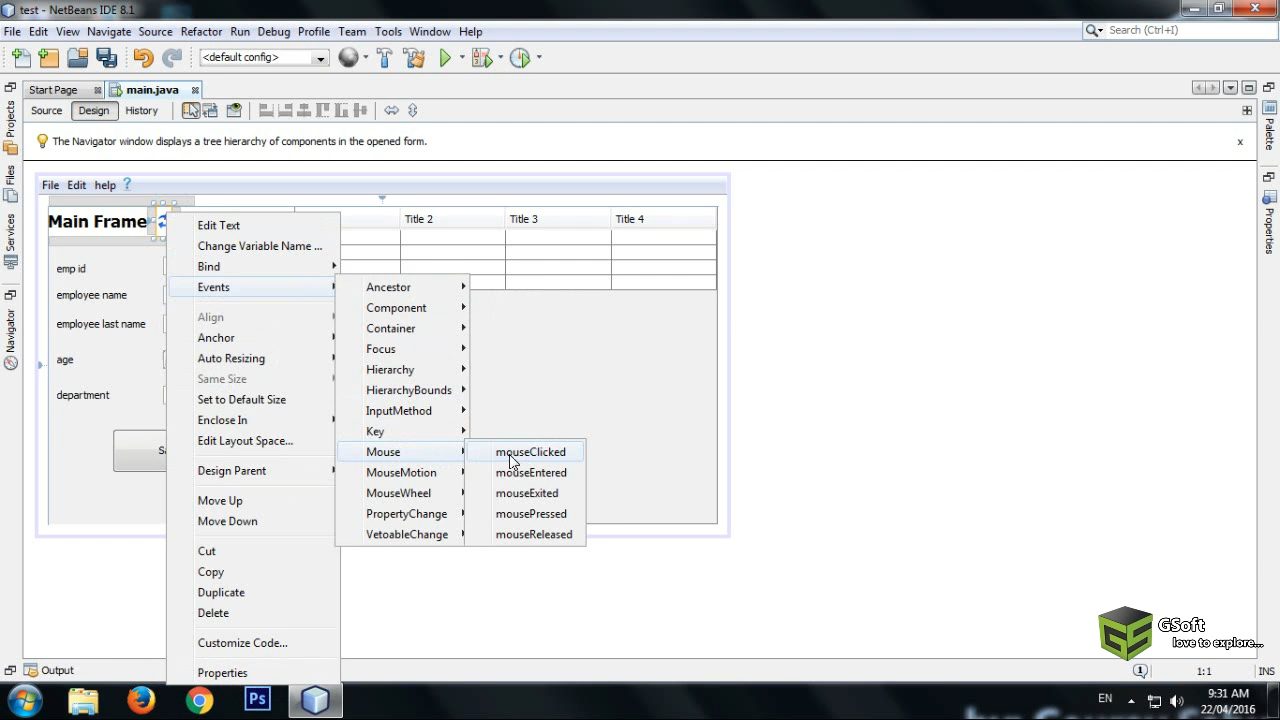 test - NetBeans IDE 8.1
File Edit View Navigate Source Refactor Run Debug Profile Team Tools Window Help
Search (Ctrl+I)
<default config>
Start Page
main.java
Source Design History
The Navigator window displays a tree hierarchy of components in the opened form.
x
Projects
Files
Services
Navigator
Palette
Properties
File Edit help ?
Main Frame
Title 2 Title 3 Title 4
emp id
employee name
employee last name
age
department
Edit Text
Change Variable Name ...
Bind
Events
Align
Anchor
Auto Resizing
Same Size
Set to Default Size
Enclose In
Edit Layout Space...
Design Parent
Move Up
Move Down
Cut
Copy
Duplicate
Delete
Customize Code...
Properties
Ancestor
Component
Container
Focus
Hierarchy
HierarchyBounds
InputMethod
Key
Mouse
MouseMotion
MouseWheel
PropertyChange
VetoableChange
mouseClicked
mouseEntered
mouseExited
mousePressed
mouseReleased
GSoft
love to explore...
Output
1
1:1
INS
Ps
EN
9:31 AM
22/04/2016